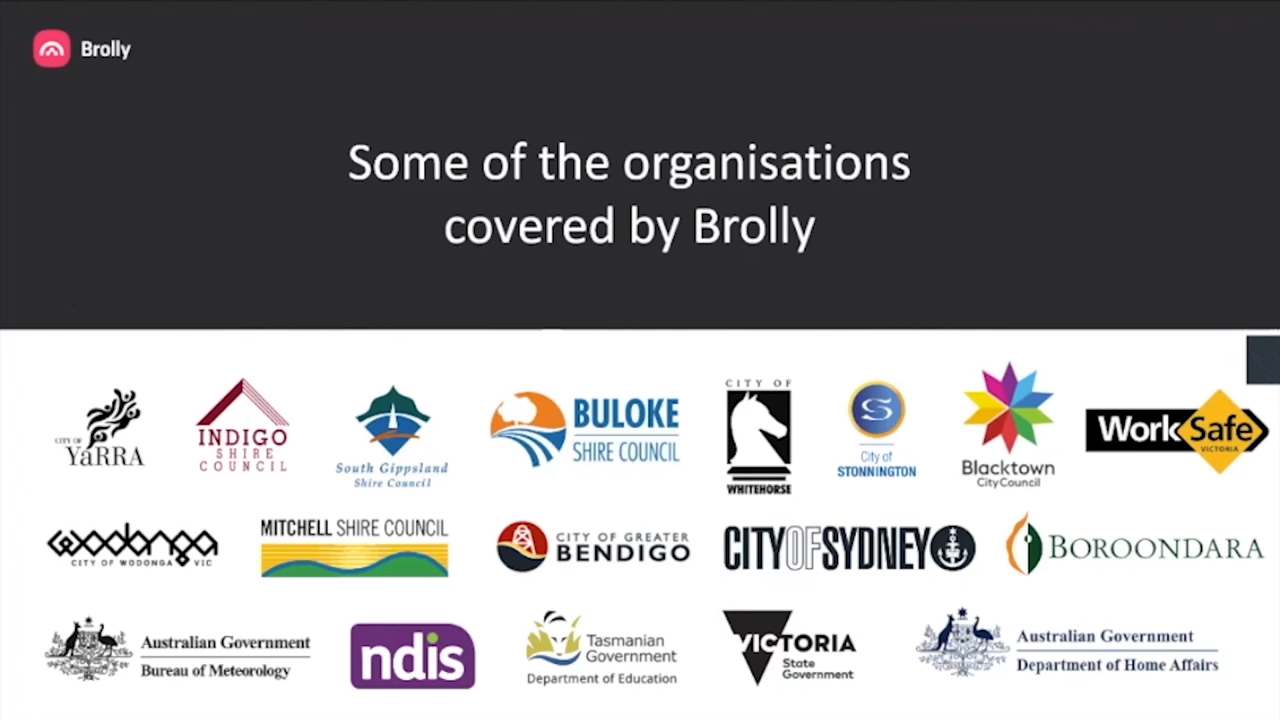 Brolly
Some of the organisations
covered by Brolly
CITY OF
YaRRA
INDIGO
SHIRE
COUNCIL
South Gippsland
Shire Council
BULOKE
SHIRE COUNCIL
CITY OF
WHITEHORSE
S
City of
STONNINGTON
Blacktown
City Council
WorkSafe
VICTORIA
wodonga
CITY OF WODONGA VIC
MITCHELL SHIRE COUNCIL
CITY OF GREATER
BENDIGO
CITYOFSYDNEY
BOROONDARA
Australian Government
Bureau of Meteorology
ndis
Tasmanian
Government
Department of Education
VICTORIA
State
Government
Australian Government
Department of Home Affairs